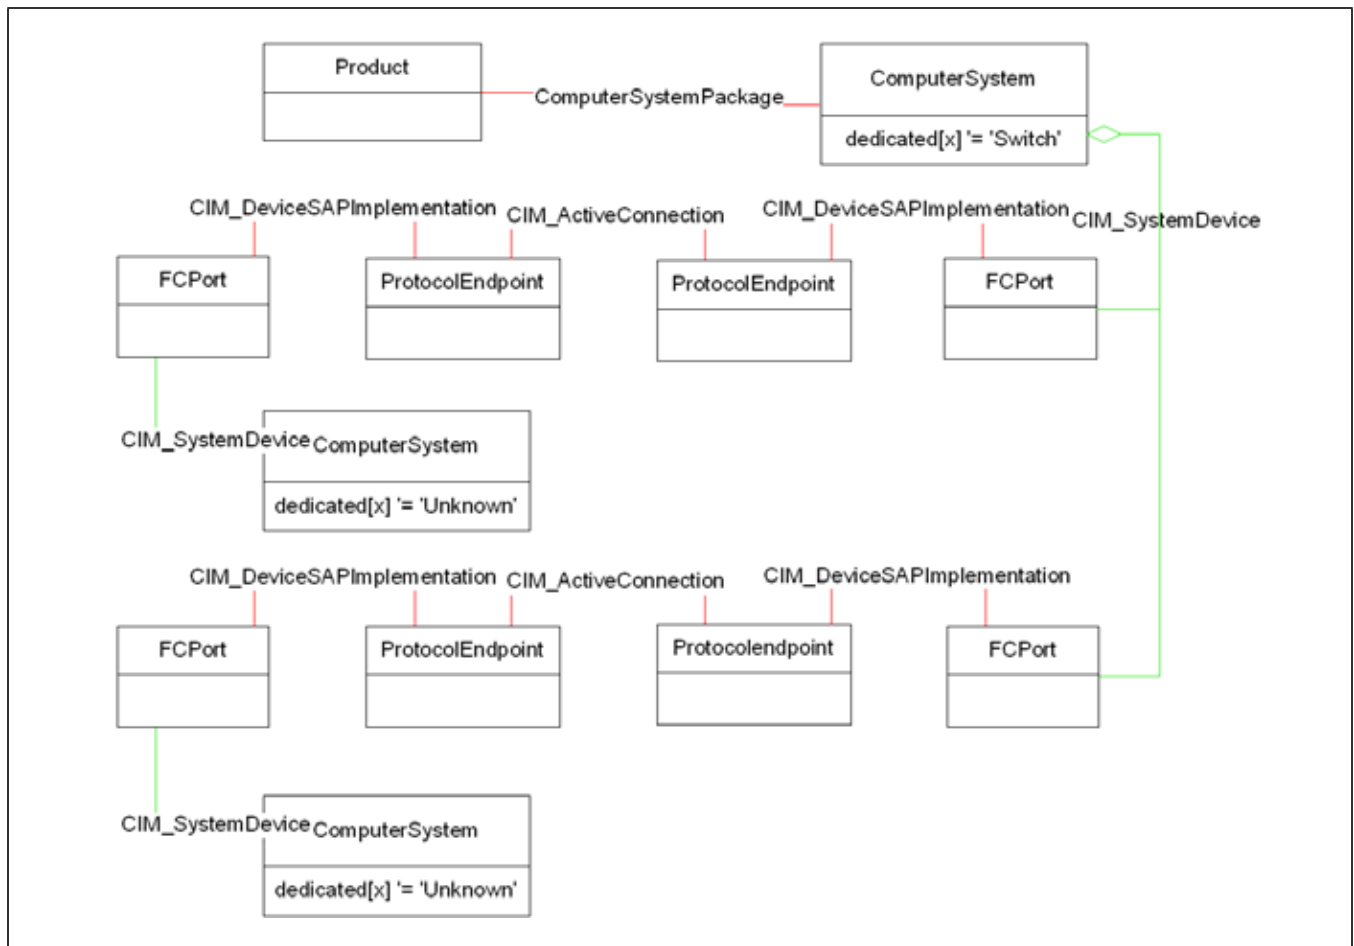 Product
ComputerSystemPackage
ComputerSystem
dedicated[x] '= 'Switch'
CIM_DeviceSAPImplementation
CIM_ActiveConnection
CIM_DeviceSAPImplementation
CIM_SystemDevice
FCPort
ProtocolEndpoint
ProtocolEndpoint
FCPort
CIM_SystemDevice
ComputerSystem
dedicated[x] '= 'Unknown'
CIM_DeviceSAPImplementation
CIM_ActiveConnection
CIM_DeviceSAPImplementation
FCPort
ProtocolEndpoint
Protocolendpoint
FCPort
CIM_SystemDevice
ComputerSystem
dedicated[x] '= 'Unknown'